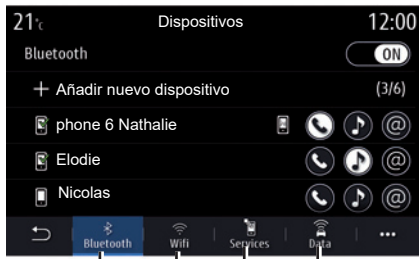 21°c Dispositivos 12:00
Bluetooth ON
+ Añadir nuevo dispositivo (3/6)
phone 6 Nathalie @
Elodie @
Nicolas @
Bluetooth Wifi Services Data ...